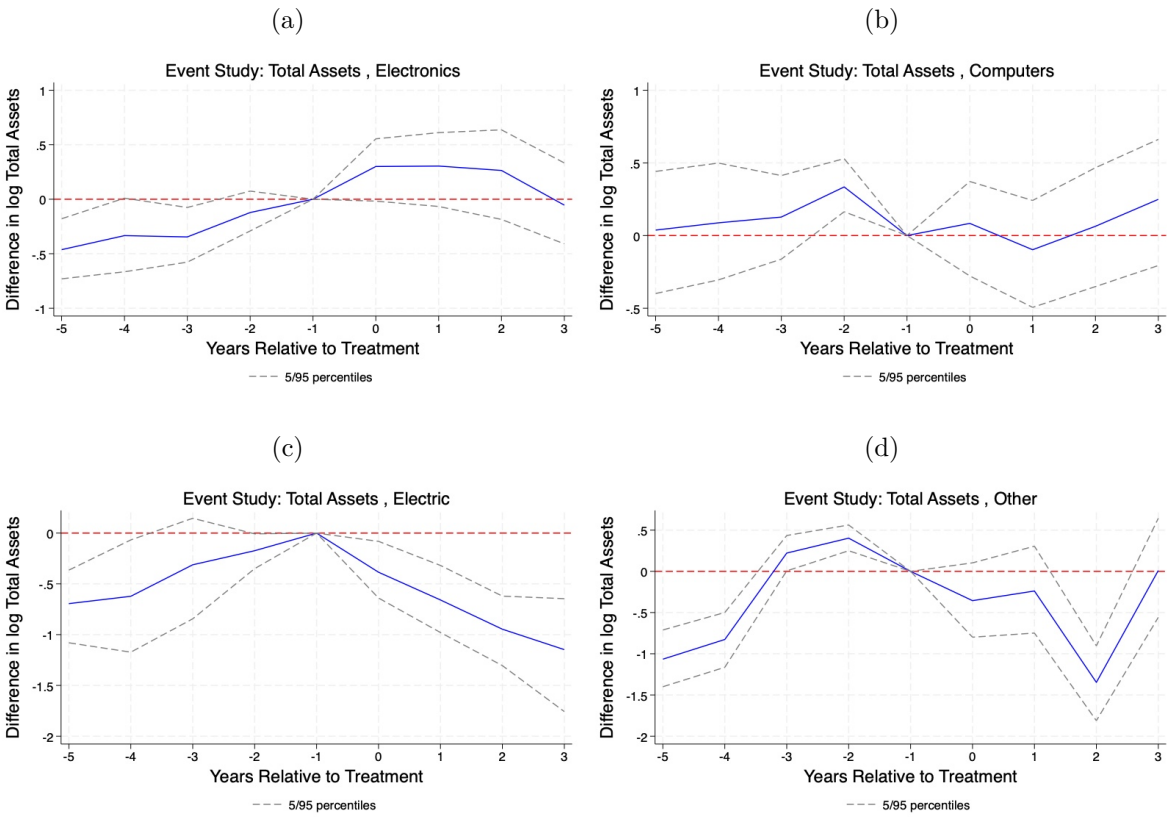 (a)
Event Study: Total Assets , Electronics
Difference in log Total Assets
1
.5
0
-.5
-1
-5 -4 -3 -2 -1 0 1 2 3
Years Relative to Treatment
5/95 percentiles
(b)
Event Study: Total Assets , Computers
Difference in log Total Assets
1
.5
0
-.5
-5 -4 -3 -2 -1 0 1 2 3
Years Relative to Treatment
5/95 percentiles
(c)
Event Study: Total Assets , Electric
Difference in log Total Assets
0
-.5
-1
-1.5
-2
-5 -4 -3 -2 -1 0 1 2 3
Years Relative to Treatment
5/95 percentiles
(d)
Event Study: Total Assets , Other
Difference in log Total Assets
.5
0
-.5
-1
-1.5
-2
-5 -4 -3 -2 -1 0 1 2 3
Years Relative to Treatment
5/95 percentiles